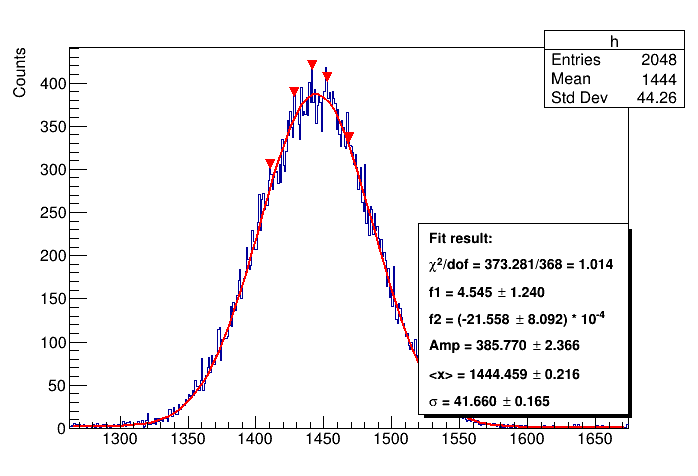 h
Entries 2048
Mean 1444
Std Dev 44.26
Counts
400
350
300
250
200
150
100
50
0
Fit result:
χ²/dof = 373.281/368 = 1.014
f1 = 4.545 ± 1.240
f2 = (-21.558 ± 8.092) * 10⁻⁴
Amp = 385.770 ± 2.366
<x> = 1444.459 ± 0.216
σ = 41.660 ± 0.165
1300 1350 1400 1450 1500 1550 1600 1650